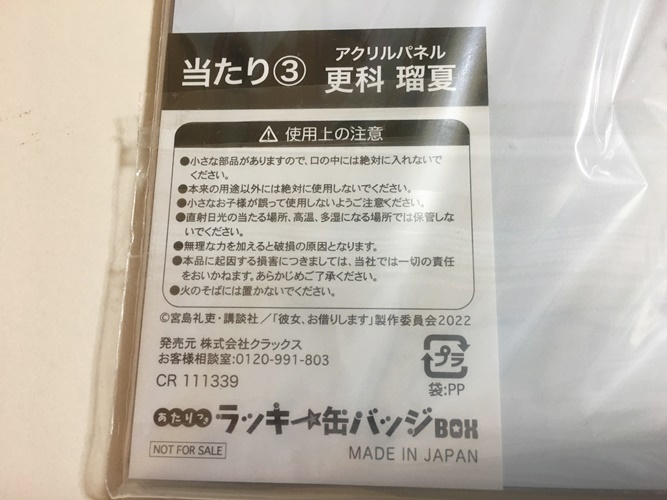 当たり③
アクリルパネル
更科 瑠夏
⚠ 使用上の注意
●小さな部品がありますので、口の中には絶対に入れないで
ください。
●本来の用途以外には絶対に使用しないでください。
●小さなお子様が誤って使用しないようご注意ください。
●直射日光の当たる場所、高温、多湿になる場所では保管しな
いでください。
●無理な力を加えると破損の原因となります。
●本品に起因する損害につきましては、当社では一切の責任
をおいかねます。あらかじめご了承ください。
●火のそばには置かないでください。
©宮島礼吏・講談社／「彼女、お借りします」製作委員会2022
発売元 株式会社クラックス
お客様相談室:0120-991-803
CR 111339
プラ
袋:PP
あたりつき
ラッキー☆缶バッジBOX
NOT FOR SALE
MADE IN JAPAN